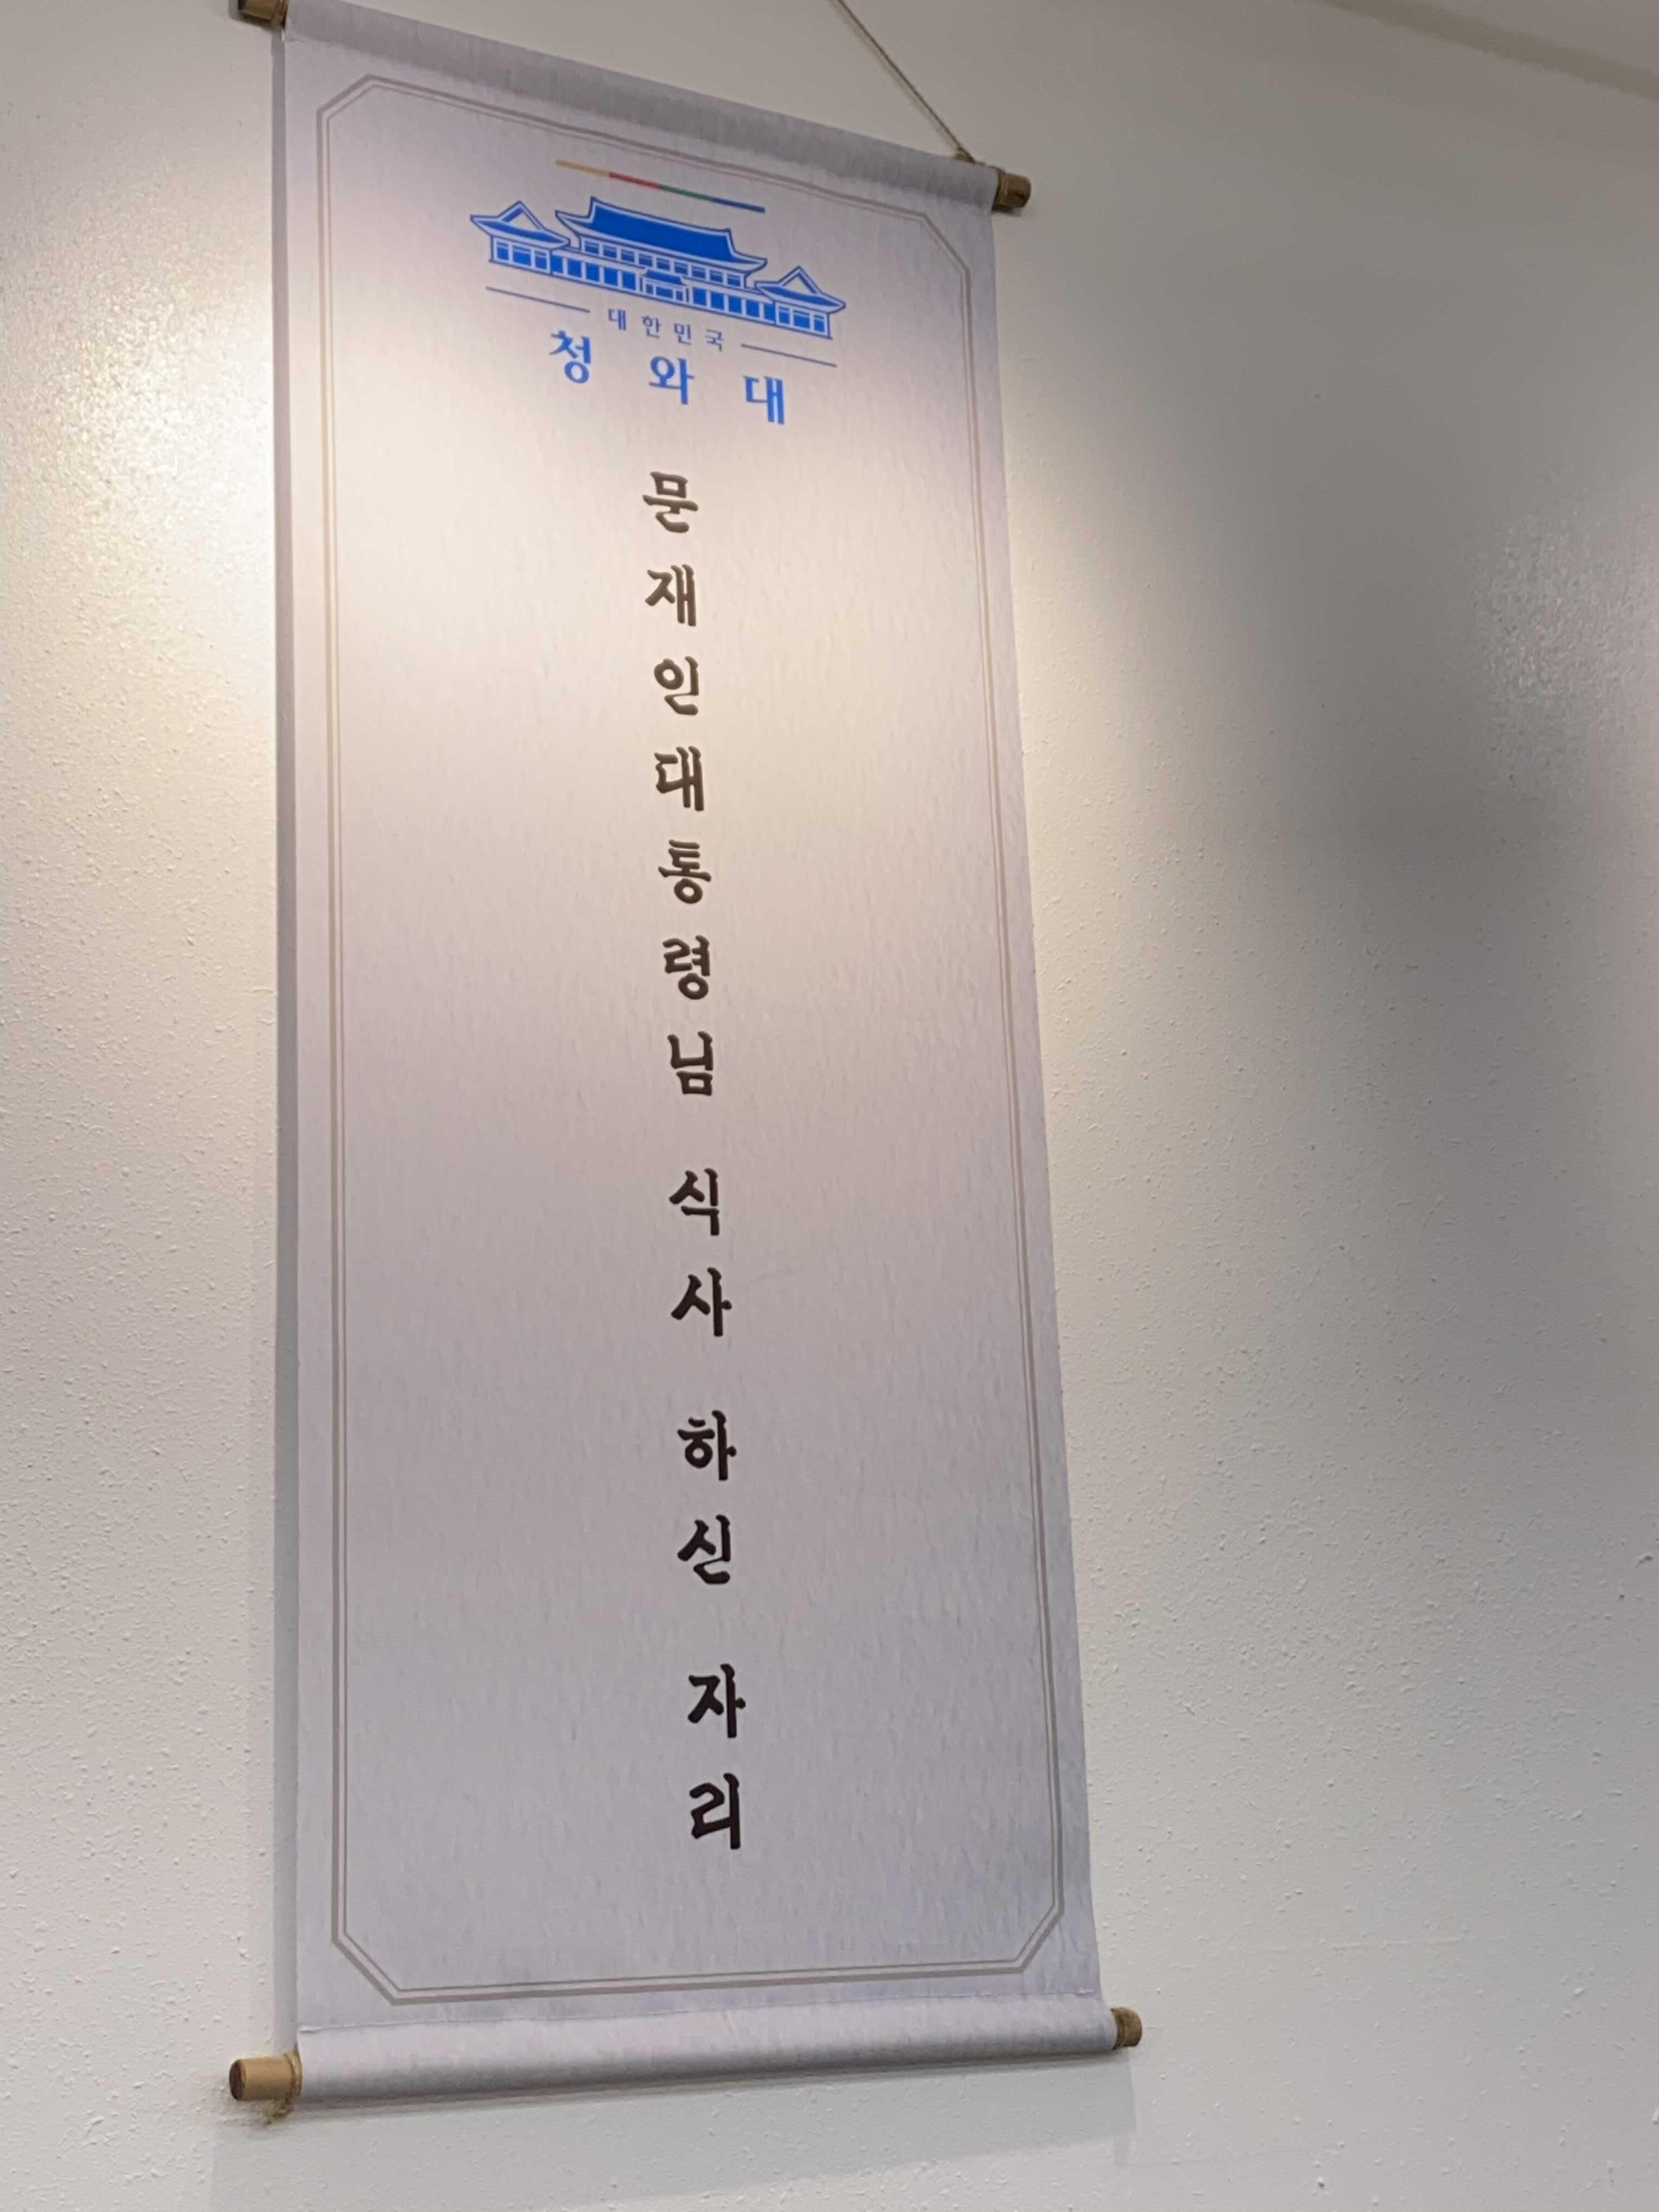 대한민국
청와대
문재인대통령님 식사 하신 자리